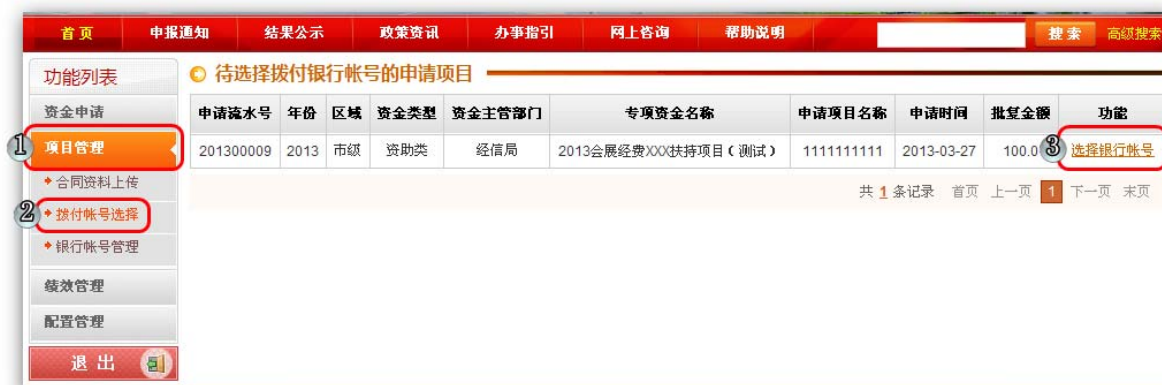 首页 申报通知 结果公示 政策资讯 办事指引 网上咨询 帮助说明 搜索 高级搜索
功能列表
资金申请
① 项目管理
合同资料上传
② 拨付帐号选择
银行帐号管理
绩效管理
配置管理
退出
待选择拨付银行帐号的申请项目
申请流水号 年份 区域 资金类型 资金主管部门 专项资金名称 申请项目名称 申请时间 批复金额 功能
201300009 2013 市级 资助类 经信局 2013会展经费XXX扶持项目（测试） 1111111111 2013-03-27 100.0 ③ 选择银行帐号
共 1 条记录 首页 上一页 1 下一页 末页